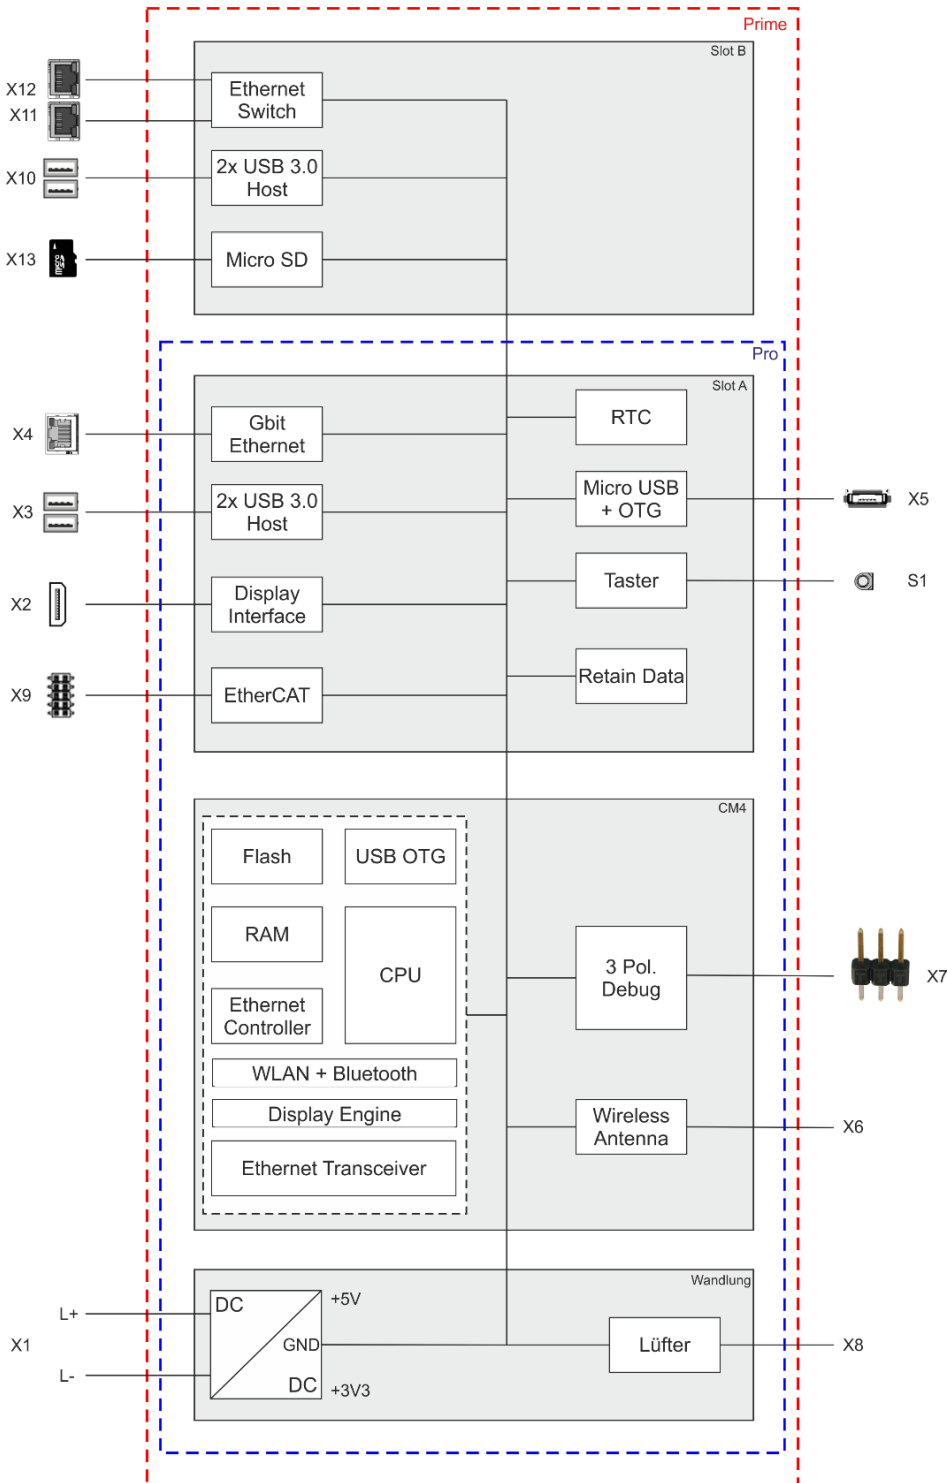 Prime
Slot B
X12
X11
Ethernet
Switch
X10
2x USB 3.0
Host
X13
Micro SD
Pro
Slot A
X4
Gbit
Ethernet
RTC
X3
2x USB 3.0
Host
Micro USB
+ OTG
X5
X2
Display
Interface
Taster
S1
X9
EtherCAT
Retain Data
CM4
Flash
USB OTG
RAM
CPU
Ethernet
Controller
3 Pol.
Debug
X7
WLAN + Bluetooth
Display Engine
Ethernet Transceiver
Wireless
Antenna
X6
Wandlung
L+
DC
+5V
X1
GND
Lüfter
X8
L-
DC
+3V3